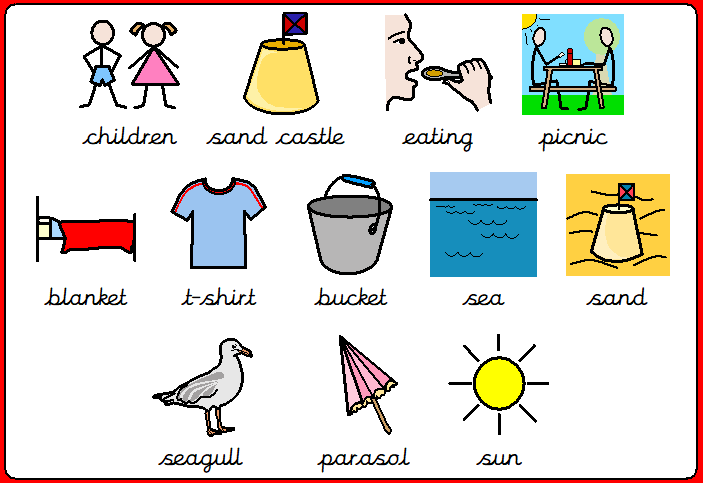 children sand castle eating picnic
blanket t-shirt bucket sea sand
seagull parasol sun